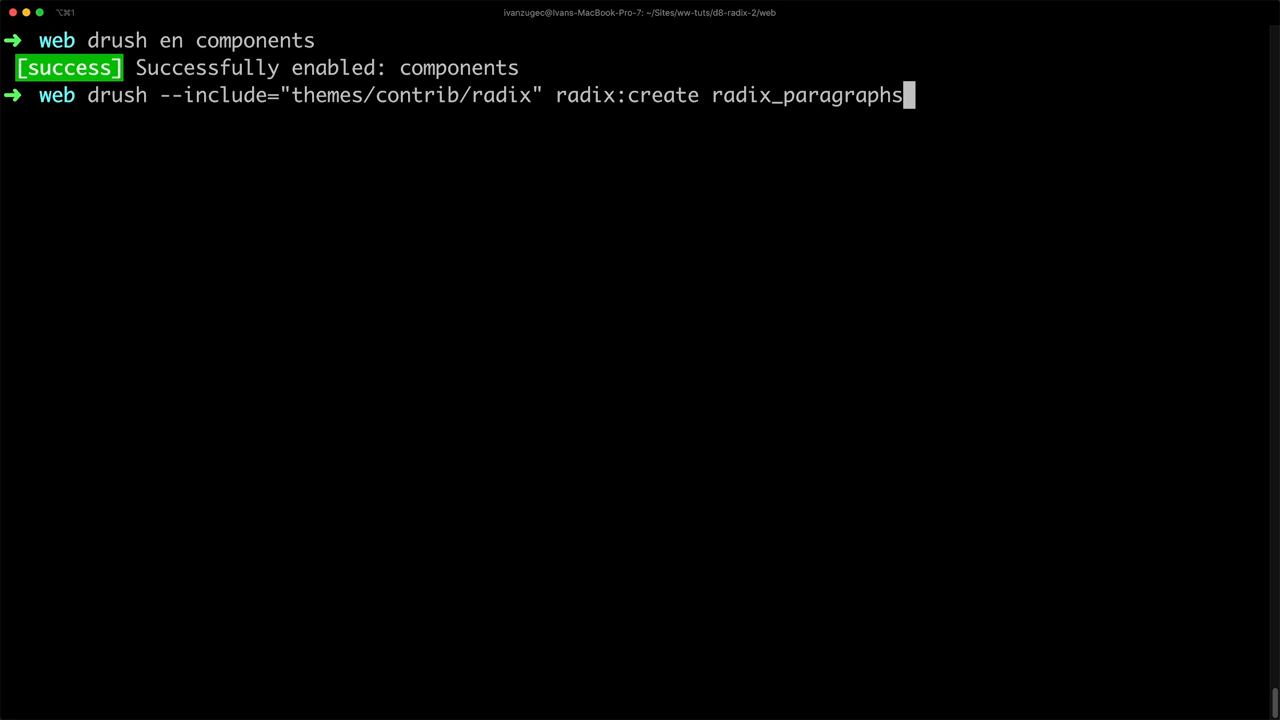 ⌥⌘1 ivanzugec@Ivans-MacBook-Pro-7: ~/Sites/ww-tuts/d8-radix-2/web
➜ web drush en components
[success] Successfully enabled: components
➜ web drush --include="themes/contrib/radix" radix:create radix_paragraphs